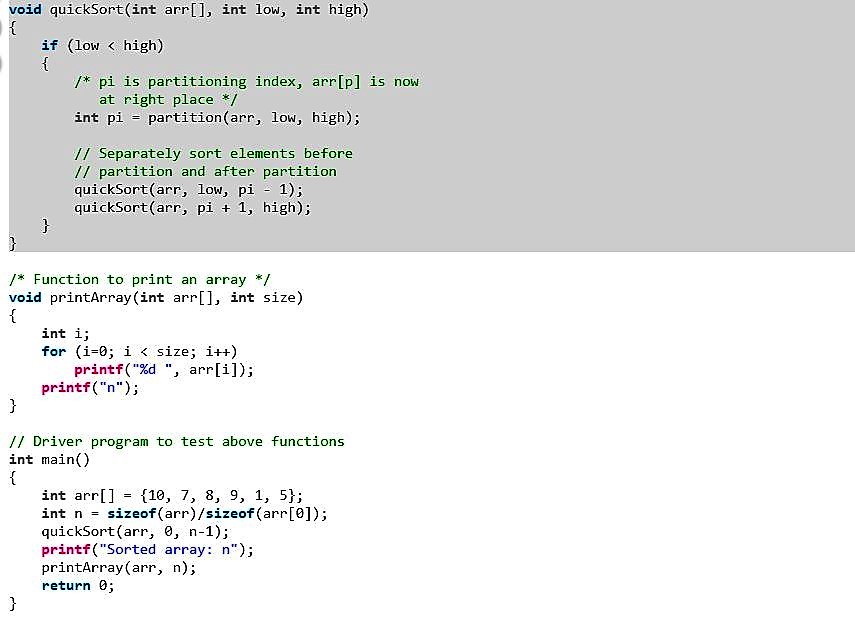 void quickSort(int arr[], int low, int high)
{
    if (low < high)
    {
        /* pi is partitioning index, arr[p] is now
           at right place */
        int pi = partition(arr, low, high);

        // Separately sort elements before
        // partition and after partition
        quickSort(arr, low, pi - 1);
        quickSort(arr, pi + 1, high);
    }
}

/* Function to print an array */
void printArray(int arr[], int size)
{
    int i;
    for (i=0; i < size; i++)
        printf("%d ", arr[i]);
    printf("n");
}

// Driver program to test above functions
int main()
{
    int arr[] = {10, 7, 8, 9, 1, 5};
    int n = sizeof(arr)/sizeof(arr[0]);
    quickSort(arr, 0, n-1);
    printf("Sorted array: n");
    printArray(arr, n);
    return 0;
}